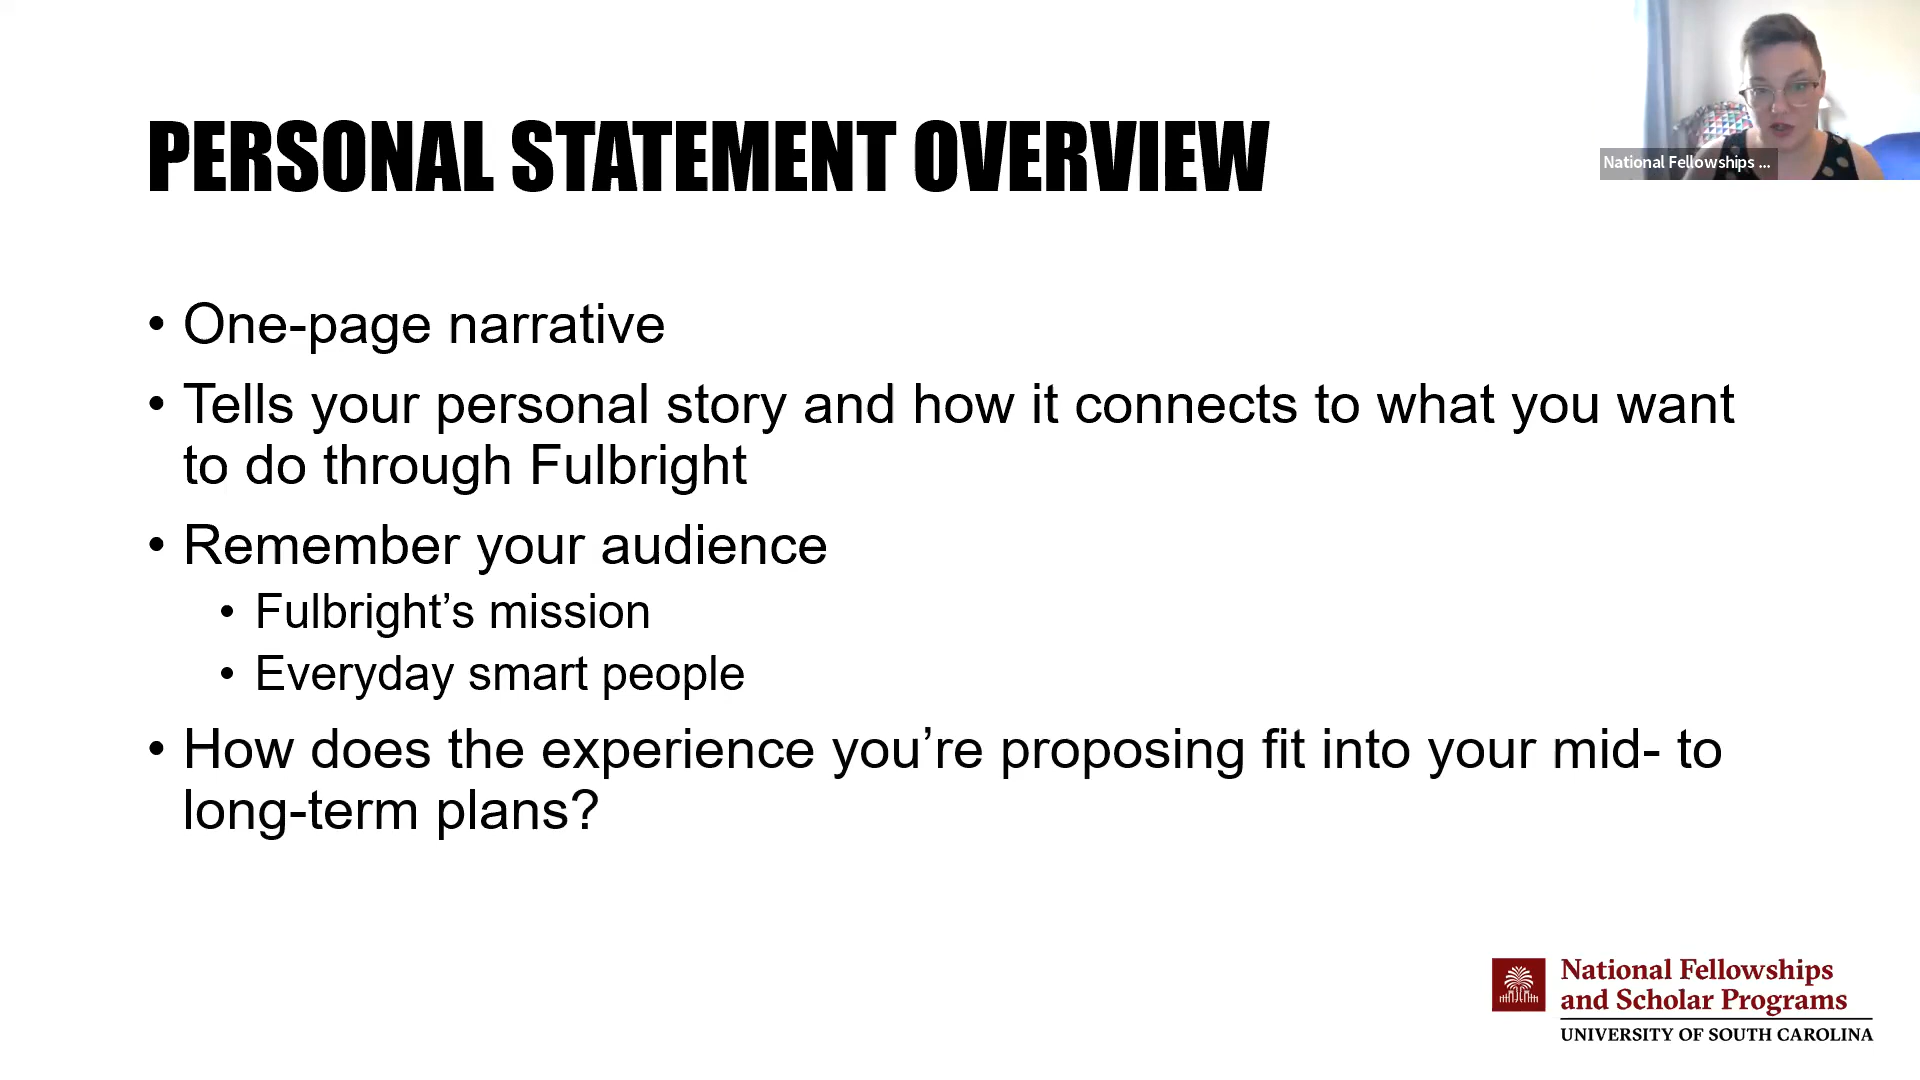 PERSONAL STATEMENT OVERVIEW
National Fellowships ...
• One-page narrative
• Tells your personal story and how it connects to what you want
to do through Fulbright
• Remember your audience
• Fulbright’s mission
• Everyday smart people
• How does the experience you’re proposing fit into your mid- to
long-term plans?
National Fellowships
and Scholar Programs
UNIVERSITY OF SOUTH CAROLINA